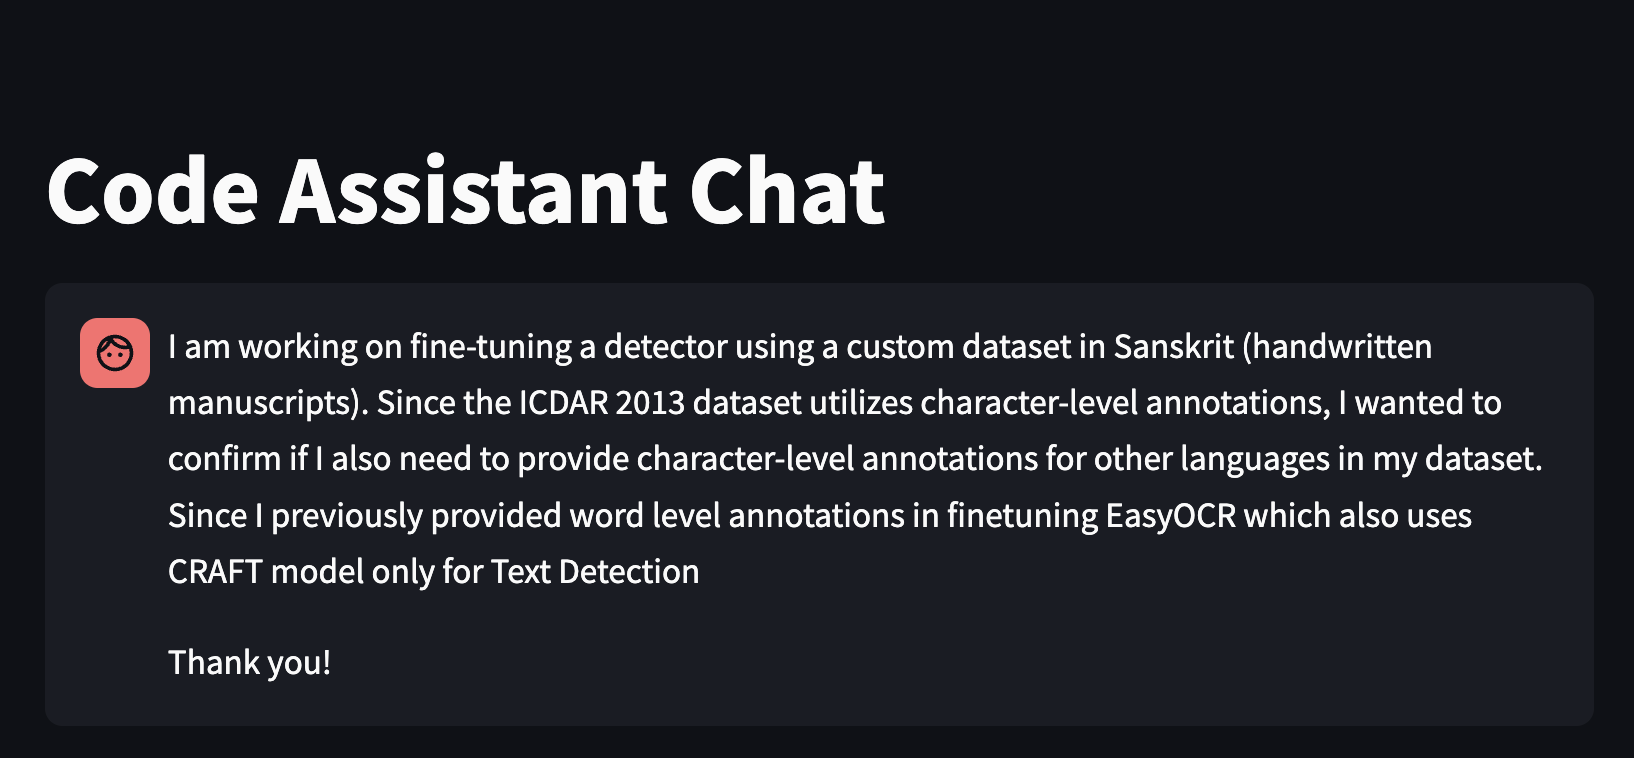 Code Assistant Chat
I am working on fine-tuning a detector using a custom dataset in Sanskrit (handwritten
manuscripts). Since the ICDAR 2013 dataset utilizes character-level annotations, I wanted to
confirm if I also need to provide character-level annotations for other languages in my dataset.
Since I previously provided word level annotations in finetuning EasyOCR which also uses
CRAFT model only for Text Detection
Thank you!